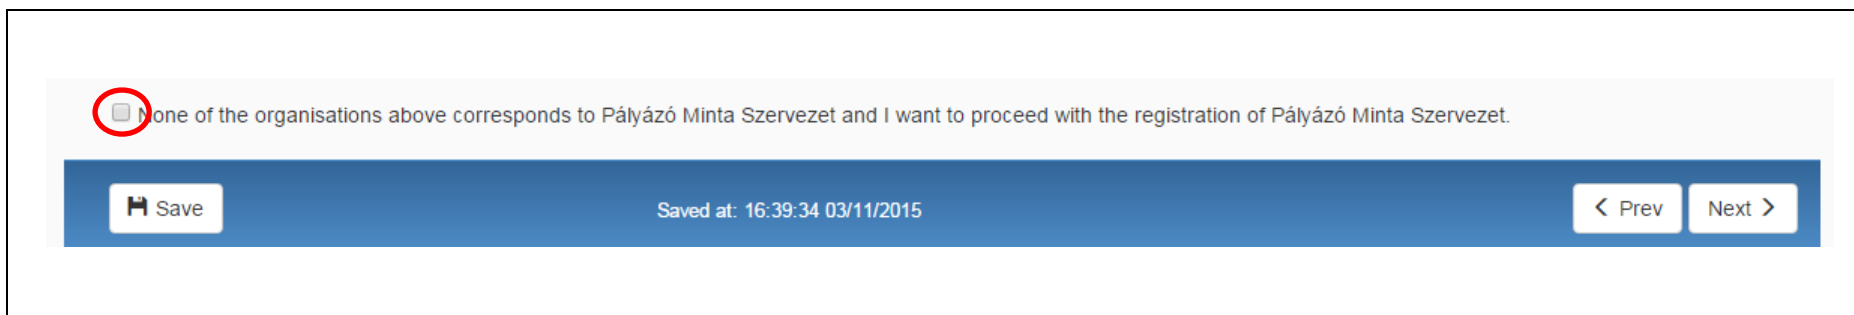 None of the organisations above corresponds to Pályázó Minta Szervezet and I want to proceed with the registration of Pályázó Minta Szervezet.
Save
Saved at: 16:39:34 03/11/2015
Prev
Next